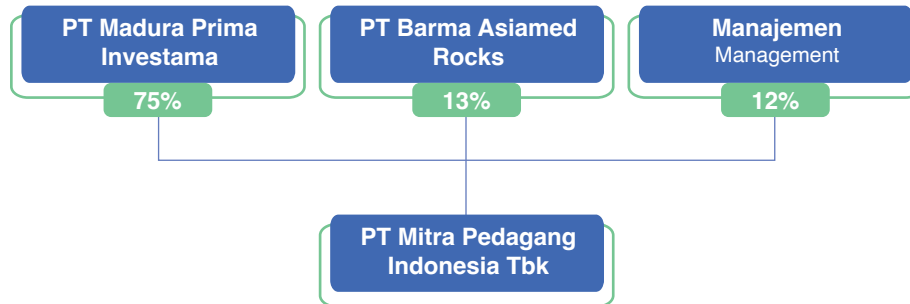 PT Madura Prima
Investama
75%
PT Barma Asiamed
Rocks
13%
Manajemen
Management
12%
PT Mitra Pedagang
Indonesia Tbk